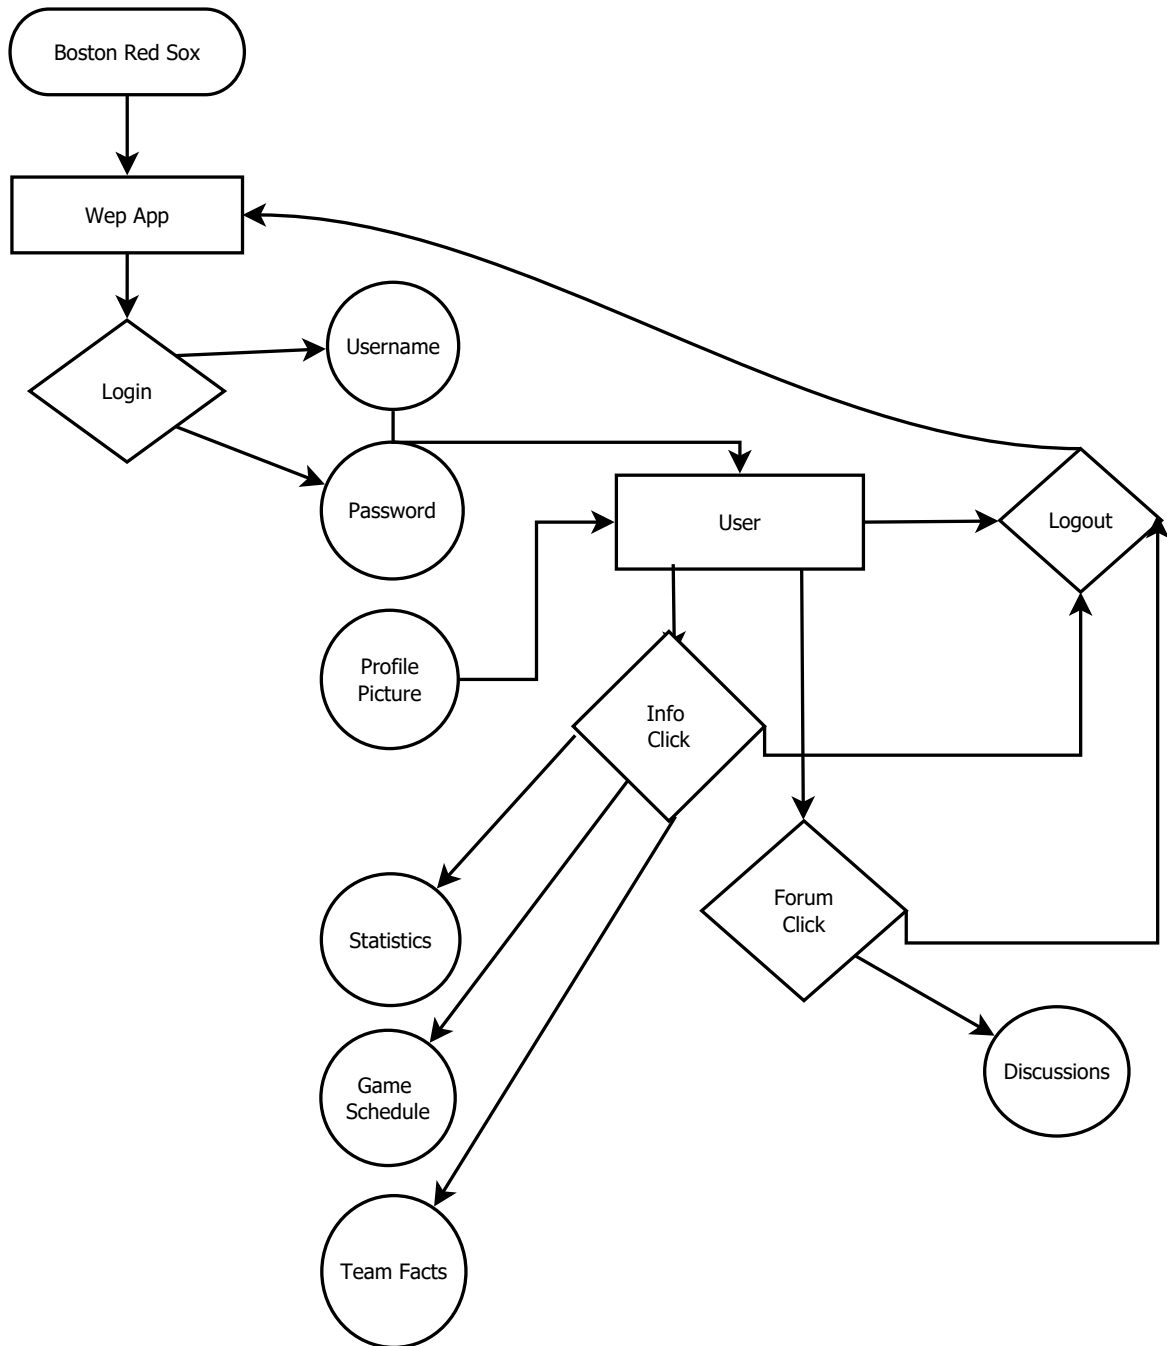 Boston Red Sox
Wep App
Login
Username
Password
User
Logout
Profile
Picture
Info
Click
Forum
Click
Statistics
Game
Schedule
Discussions
Team Facts